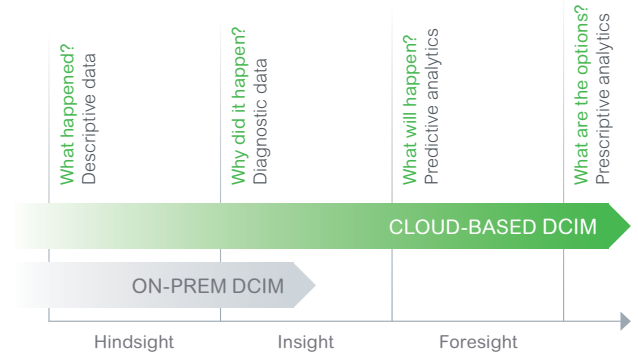 What happened?
Descriptive data
Why did it happen?
Diagnostic data
What will happen?
Predictive analytics
What are the options?
Prescriptive analytics
CLOUD-BASED DCIM
ON-PREM DCIM
Hindsight
Insight
Foresight